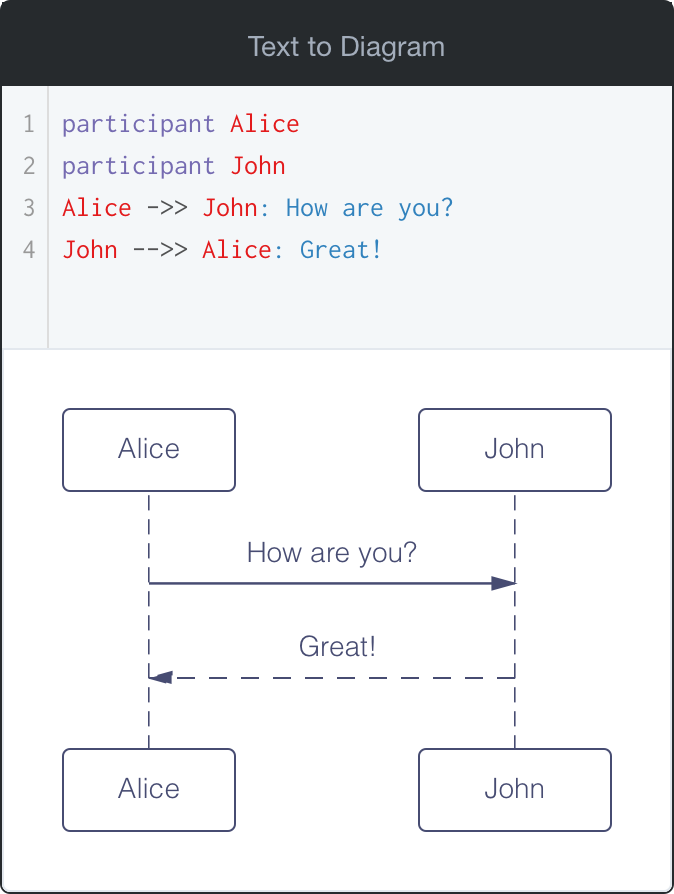 Text to Diagram
1 participant Alice
2 participant John
3 Alice ->> John: How are you?
4 John -->> Alice: Great!
Alice John
How are you?
Great!
Alice John